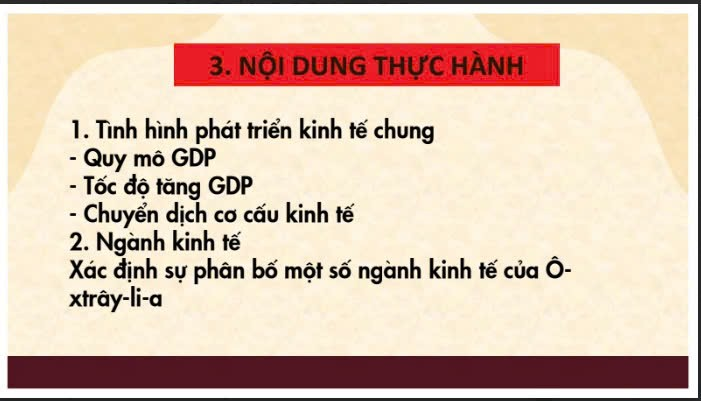 3. NỘI DUNG THỰC HÀNH
1. Tình hình phát triển kinh tế chung
- Quy mô GDP
- Tốc độ tăng GDP
- Chuyển dịch cơ cấu kinh tế
2. Ngành kinh tế
Xác định sự phân bố một số ngành kinh tế của Ô-
xtrây-li-a